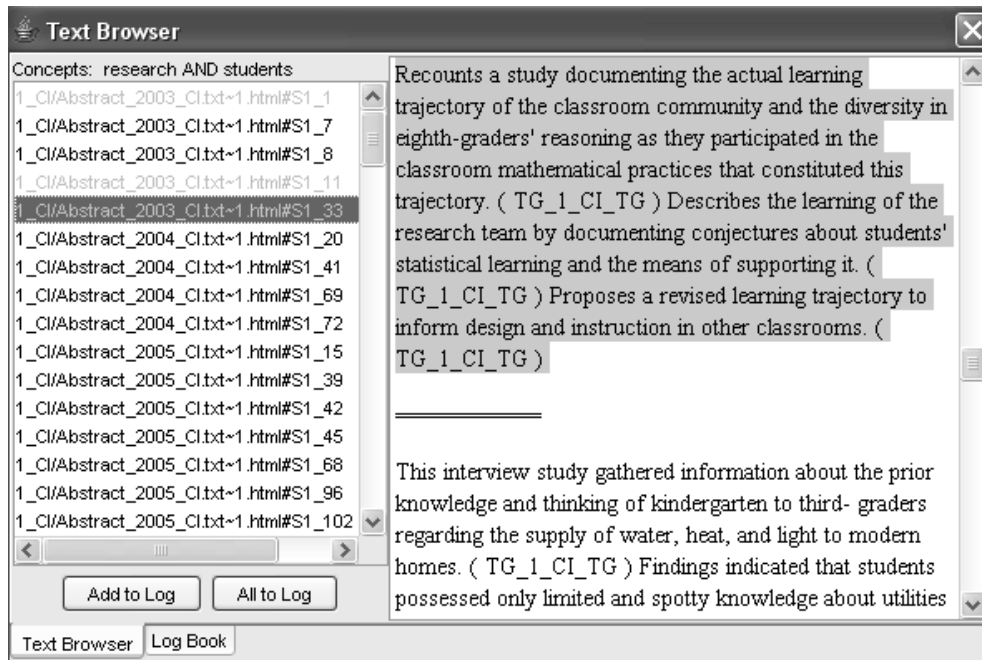 Text Browser
Concepts: research AND students
1_CI/Abstract_2003_CI.txt~1.html#S1_1
1_CI/Abstract_2003_CI.txt~1.html#S1_7
1_CI/Abstract_2003_CI.txt~1.html#S1_8
1_CI/Abstract_2003_CI.txt~1.html#S1_11
1_CI/Abstract_2003_CI.txt~1.html#S1_33
1_CI/Abstract_2004_CI.txt~1.html#S1_20
1_CI/Abstract_2004_CI.txt~1.html#S1_41
1_CI/Abstract_2004_CI.txt~1.html#S1_69
1_CI/Abstract_2004_CI.txt~1.html#S1_72
1_CI/Abstract_2005_CI.txt~1.html#S1_15
1_CI/Abstract_2005_CI.txt~1.html#S1_39
1_CI/Abstract_2005_CI.txt~1.html#S1_42
1_CI/Abstract_2005_CI.txt~1.html#S1_45
1_CI/Abstract_2005_CI.txt~1.html#S1_68
1_CI/Abstract_2005_CI.txt~1.html#S1_96
1_CI/Abstract_2005_CI.txt~1.html#S1_102
Add to Log
All to Log
Recounts a study documenting the actual learning
trajectory of the classroom community and the diversity in
eighth-graders' reasoning as they participated in the
classroom mathematical practices that constituted this
trajectory. ( TG_1_CI_TG ) Describes the learning of the
research team by documenting conjectures about students'
statistical learning and the means of supporting it. (
TG_1_CI_TG ) Proposes a revised learning trajectory to
inform design and instruction in other classrooms. (
TG_1_CI_TG )
This interview study gathered information about the prior
knowledge and thinking of kindergarten to third- graders
regarding the supply of water, heat, and light to modern
homes. ( TG_1_CI_TG ) Findings indicated that students
possessed only limited and spotty knowledge about utilities
Text Browser
Log Book